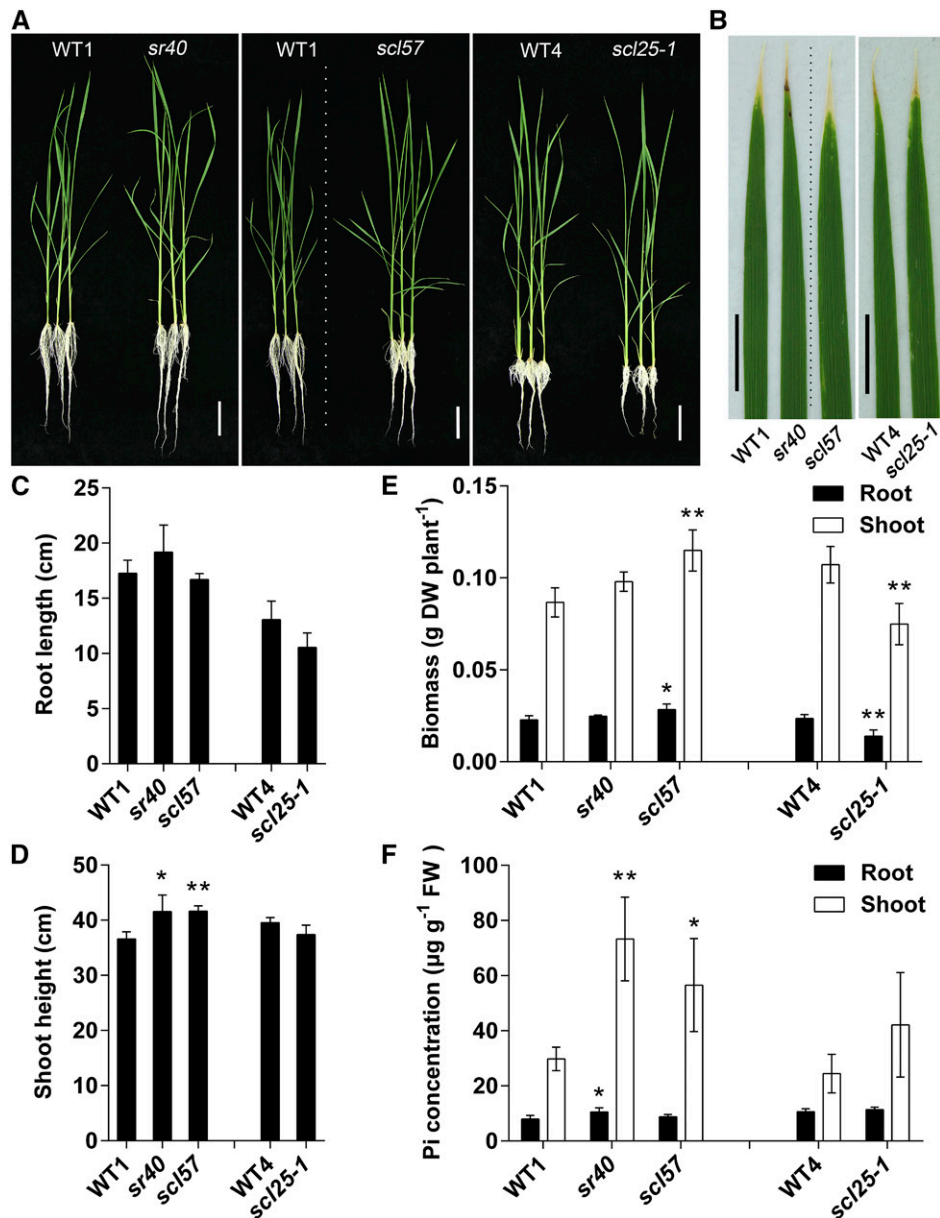 A
WT1
sr40
WT1
scl57
WT4
scl25-1
B
WT1
sr40
scl57
WT4
scl25-1
C
25
20
15
10
5
0
Root length (cm)
WT1
sr40
scl57
WT4
scl25-1
E
0.15
0.10
0.05
0.00
Biomass (g DW plant⁻¹)
Root
Shoot
*
**
**
**
WT1
sr40
scl57
WT4
scl25-1
D
50
40
30
20
10
0
Shoot height (cm)
*
**
WT1
sr40
scl57
WT4
scl25-1
F
100
80
60
40
20
0
Pi concentration (µg g⁻¹ FW )
Root
Shoot
*
**
*
WT1
sr40
scl57
WT4
scl25-1